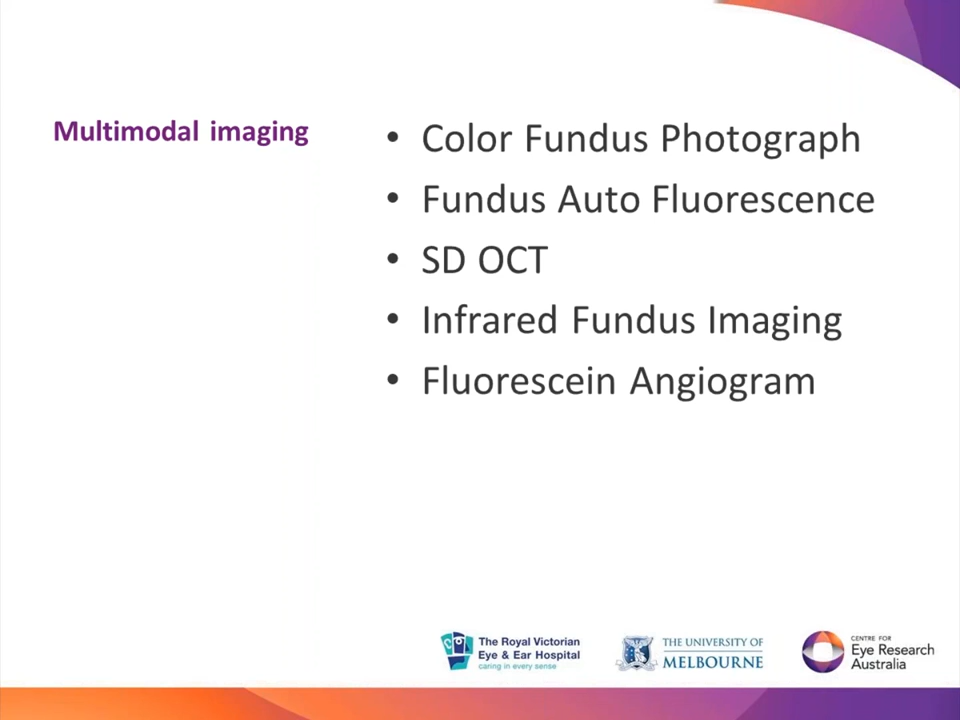 Multimodal imaging
• Color Fundus Photograph
• Fundus Auto Fluorescence
• SD OCT
• Infrared Fundus Imaging
• Fluorescein Angiogram
The Royal Victorian
Eye & Ear Hospital
caring in every sense
THE UNIVERSITY OF
MELBOURNE
CENTRE FOR
Eye Research
Australia